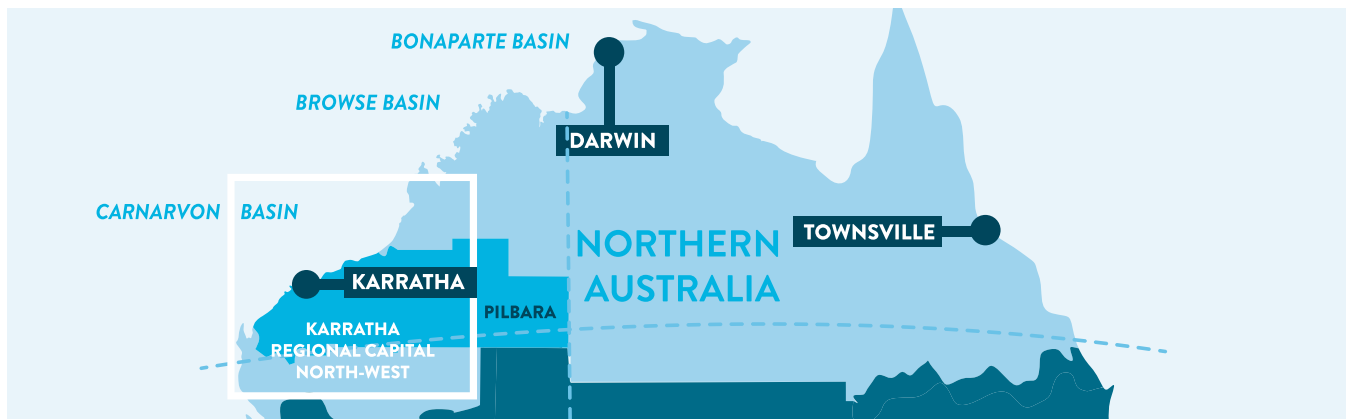 BONAPARTE BASIN
BROWSE BASIN
DARWIN
CARNARVON BASIN
TOWNSVILLE
NORTHERN
AUSTRALIA
KARRATHA
PILBARA
KARRATHA
REGIONAL CAPITAL
NORTH-WEST